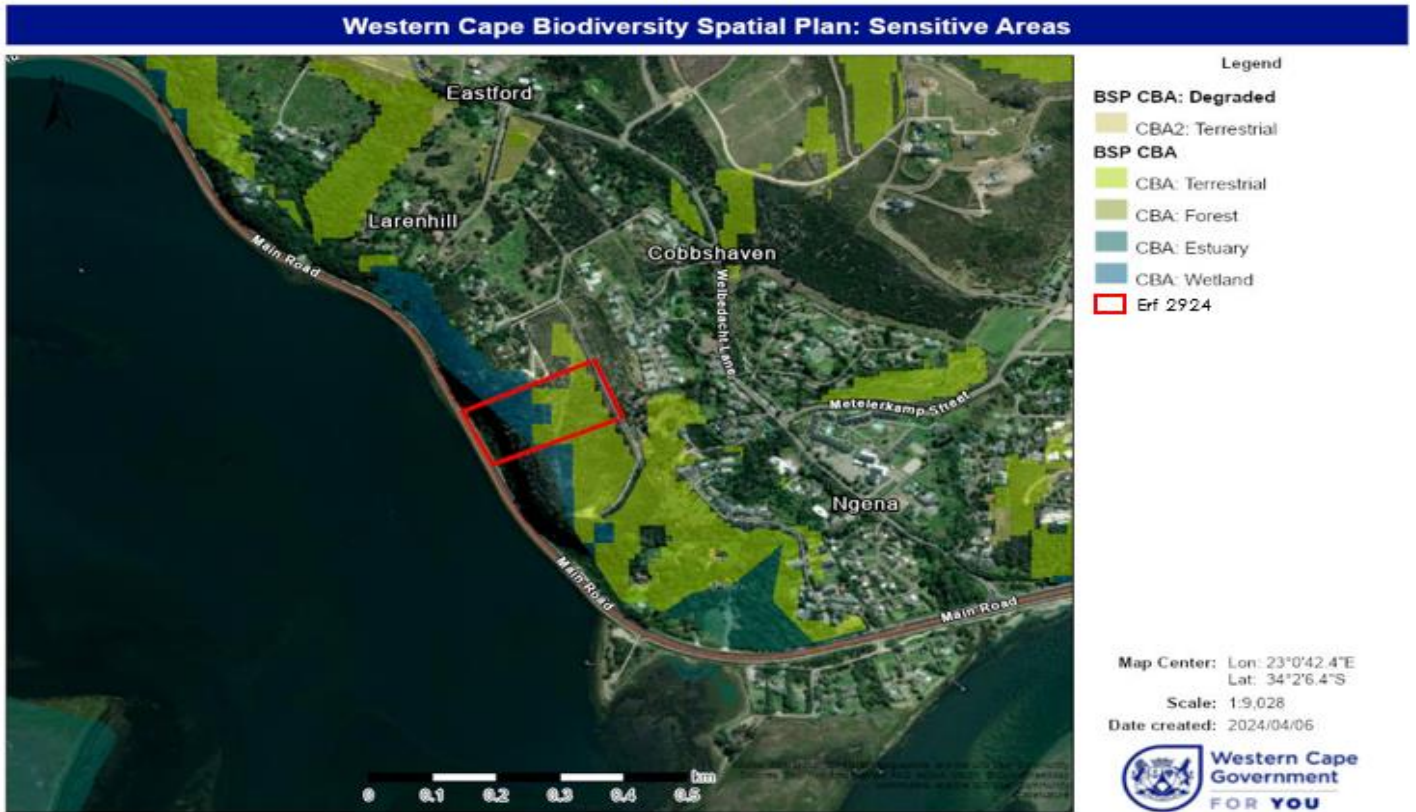 Western Cape Biodiversity Spatial Plan: Sensitive Areas
N
Eastford
Larenhill
Main Road
Cobbshaven
Welbedacht Lane
Metelerkamp Street
Ngena
Main Road
Main Road
km
0 0.1 0.2 0.3 0.4 0.5
Legend
BSP CBA: Degraded
CBA2: Terrestrial
BSP CBA
CBA: Terrestrial
CBA: Forest
CBA: Estuary
CBA: Wetland
Erf 2924
Map Center: Lon: 23°0'42.4"E
Lat: 34°2'6.4"S
Scale: 1:9,028
Date created: 2024/04/06
Western Cape
Government
FOR YOU